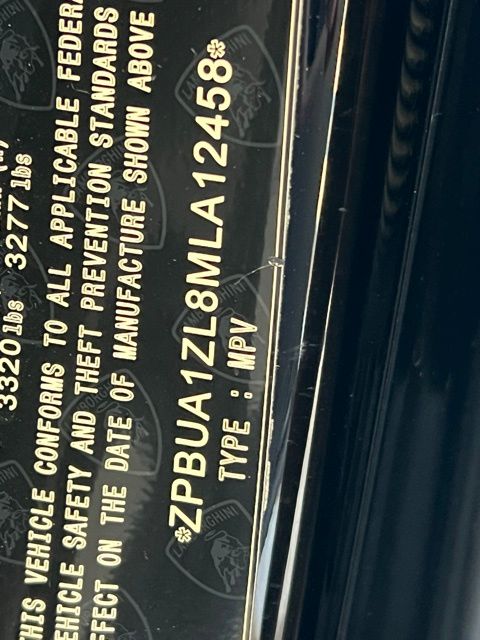 3320 lbs 3277 lbs
THIS VEHICLE CONFORMS TO ALL APPLICABLE FEDERA
VEHICLE SAFETY AND THEFT PREVENTION STANDARDS
EFFECT ON THE DATE OF MANUFACTURE SHOWN ABOVE
*ZPBUA1ZL8MLA12458*
TYPE : MPV